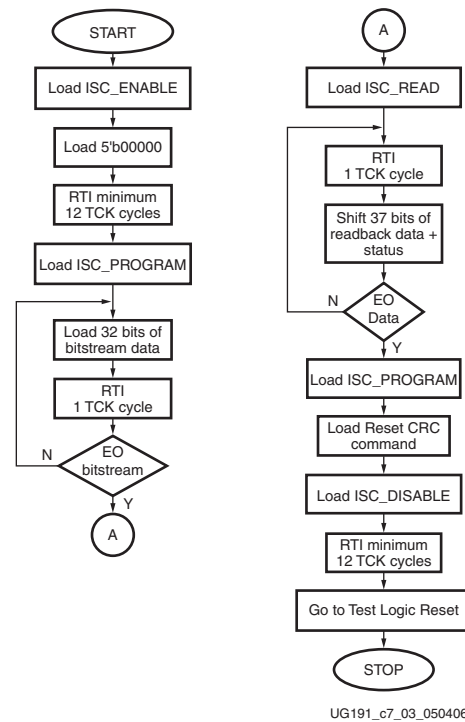 START
Load ISC_ENABLE
Load 5'b00000
RTI minimum
12 TCK cycles
Load ISC_PROGRAM
Load 32 bits of
bitstream data
RTI
1 TCK cycle
N
EO
bitstream
Y
A
A
Load ISC_READ
RTI
1 TCK cycle
Shift 37 bits of
readback data +
status
N
EO
Data
Y
Load ISC_PROGRAM
Load Reset CRC
command
Load ISC_DISABLE
RTI minimum
12 TCK cycles
Go to Test Logic Reset
STOP
UG191_c7_03_050406